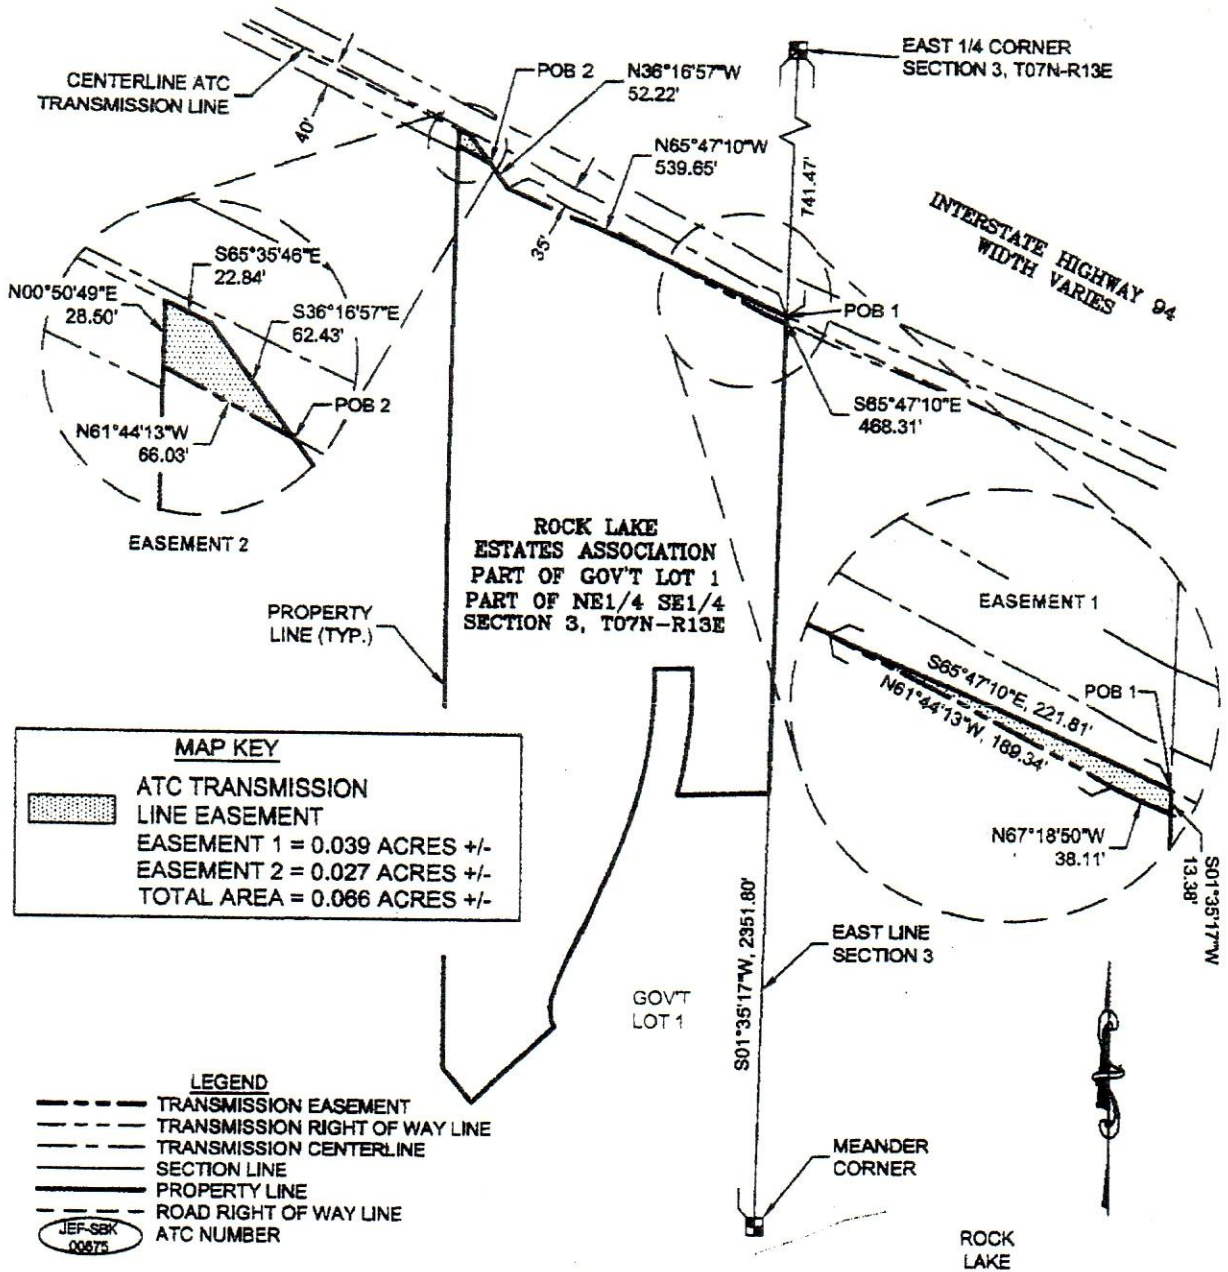 EAST 1/4 CORNER
SECTION 3, T07N-R13E
CENTERLINE ATC
TRANSMISSION LINE
POB 2
N36°16'57"W
52.22'
40'
N65°47'10"W
539.65'
741.47'
INTERSTATE HIGHWAY 94
WIDTH VARIES
35'
S65°35'46"E
22.84'
N00°50'49"E
28.50'
S36°16'57"E
62.43'
POB 1
POB 2
S65°47'10"E
468.31'
N61°44'13"W
66.03'
EASEMENT 2
ROCK LAKE
ESTATES ASSOCIATION
PART OF GOV'T LOT 1
PART OF NE1/4 SE1/4
SECTION 3, T07N-R13E
EASEMENT 1
PROPERTY
LINE (TYP.)
S65°47'10"E, 221.81'
POB 1
N61°44'13"W, 189.34'
MAP KEY
ATC TRANSMISSION
LINE EASEMENT
EASEMENT 1 = 0.039 ACRES +/-
EASEMENT 2 = 0.027 ACRES +/-
TOTAL AREA = 0.066 ACRES +/-
N67°18'50"W
38.11'
S01°35'17"W
13.38'
S01°35'17"W, 2351.80'
EAST LINE
SECTION 3
GOV'T
LOT 1
LEGEND
TRANSMISSION EASEMENT
TRANSMISSION RIGHT OF WAY LINE
TRANSMISSION CENTERLINE
SECTION LINE
PROPERTY LINE
ROAD RIGHT OF WAY LINE
JEF-SBK
00675
ATC NUMBER
MEANDER
CORNER
ROCK
LAKE